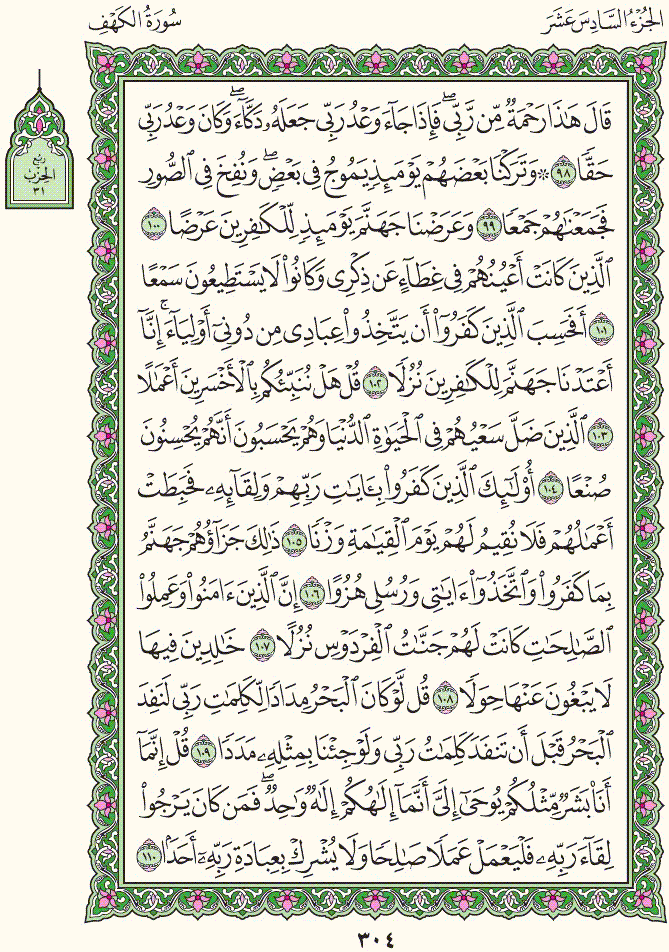 الجُزْءُ السَّادِسَ عَشَرَ
سُورَةُ الكَهْفِ
رُبع
الحِزْب
٣١
قَالَ هَٰذَا رَحْمَةٌ مِّن رَّبِّي ۖ فَإِذَا جَآءَ وَعْدُ رَبِّي جَعَلَهُۥ دَكَّآءَ ۖ وَكَانَ وَعْدُ رَبِّي
حَقًّا ٩٨ ۞ وَتَرَكْنَا بَعْضَهُمْ يَوْمَئِذٍ يَمُوجُ فِي بَعْضٍ ۖ وَنُفِخَ فِي ٱلصُّورِ
فَجَمَعْنَٰهُمْ جَمْعًا ٩٩ وَعَرَضْنَا جَهَنَّمَ يَوْمَئِذٍ لِّلْكَٰفِرِينَ عَرْضًا ١٠٠
ٱلَّذِينَ كَانَتْ أَعْيُنُهُمْ فِي غِطَآءٍ عَن ذِكْرِي وَكَانُوا۟ لَا يَسْتَطِيعُونَ سَمْعًا
١٠١ أَفَحَسِبَ ٱلَّذِينَ كَفَرُوٓا۟ أَن يَتَّخِذُوا۟ عِبَادِي مِن دُونِيٓ أَوْلِيَآءَ ۚ إِنَّآ
أَعْتَدْنَا جَهَنَّمَ لِلْكَٰفِرِينَ نُزُلًا ١٠٢ قُلْ هَلْ نُنَبِّئُكُم بِٱلْأَخْسَرِينَ أَعْمَٰلًا
١٠٣ ٱلَّذِينَ ضَلَّ سَعْيُهُمْ فِي ٱلْحَيَوٰةِ ٱلدُّنْيَا وَهُمْ يَحْسَبُونَ أَنَّهُمْ يُحْسِنُونَ
صُنْعًا ١٠٤ أُو۟لَٰٓئِكَ ٱلَّذِينَ كَفَرُوا۟ بِـَٔايَٰتِ رَبِّهِمْ وَلِقَآئِهِۦ فَحَبِطَتْ
أَعْمَٰلُهُمْ فَلَا نُقِيمُ لَهُمْ يَوْمَ ٱلْقِيَٰمَةِ وَزْنًا ١٠٥ ذَٰلِكَ جَزَآؤُهُمْ جَهَنَّمُ
بِمَا كَفَرُوا۟ وَٱتَّخَذُوٓا۟ ءَايَٰتِي وَرُسُلِي هُزُوًا ١٠٦ إِنَّ ٱلَّذِينَ ءَامَنُوا۟ وَعَمِلُوا۟
ٱلصَّٰلِحَٰتِ كَانَتْ لَهُمْ جَنَّٰتُ ٱلْفِرْدَوْسِ نُزُلًا ١٠٧ خَٰلِدِينَ فِيهَا
لَا يَبْغُونَ عَنْهَا حِوَلًا ١٠٨ قُل لَّوْ كَانَ ٱلْبَحْرُ مِدَادًا لِّكَلِمَٰتِ رَبِّي لَنَفِدَ
ٱلْبَحْرُ قَبْلَ أَن تَنفَدَ كَلِمَٰتُ رَبِّي وَلَوْ جِئْنَا بِمِثْلِهِۦ مَدَدًا ١٠٩ قُلْ إِنَّمَآ
أَنَا۠ بَشَرٌ مِّثْلُكُمْ يُوحَىٰٓ إِلَيَّ أَنَّمَآ إِلَٰهُكُمْ إِلَٰهٌ وَٰحِدٌ ۖ فَمَن كَانَ يَرْجُوا۟
لِقَآءَ رَبِّهِۦ فَلْيَعْمَلْ عَمَلًا صَٰلِحًا وَلَا يُشْرِكْ بِعِبَادَةِ رَبِّهِۦٓ أَحَدًۢا ١١٠
٣٠٤